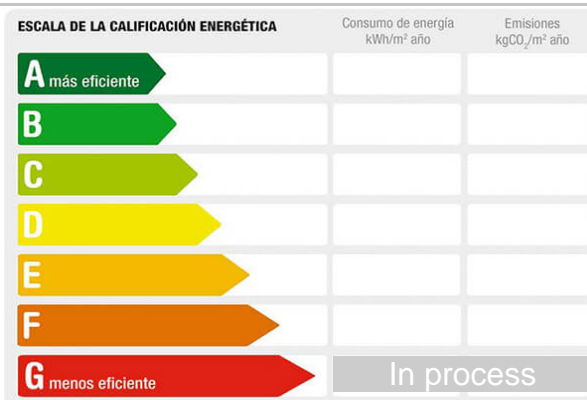 ESCALA DE LA CALIFICACIÓN ENERGÉTICA
Consumo de energía
kWh/m² año
Emisiones
kgCO₂/m² año
A más eficiente
B
C
D
E
F
G menos eficiente
In process